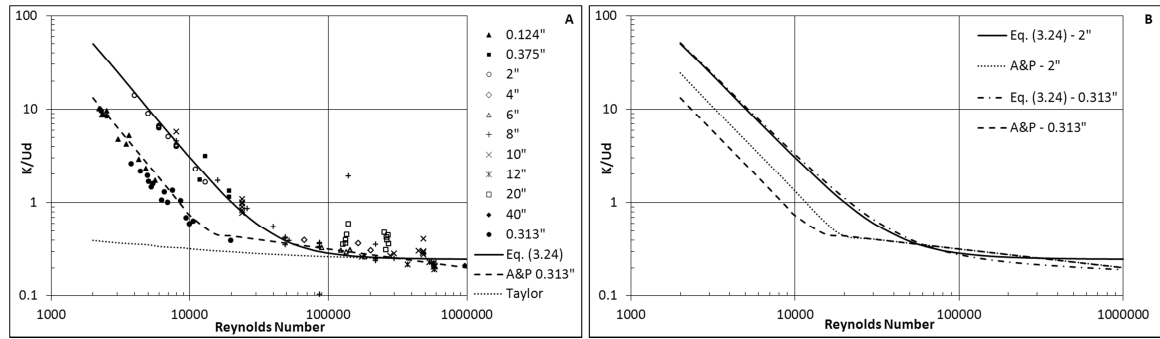 A
100
10
1
0.1
K/Ud
1000
10000
100000
1000000
Reynolds Number
0.124"
0.375"
2"
4"
6"
8"
10"
12"
20"
40"
0.313"
Eq. (3.24)
A&P 0.313"
Taylor
B
100
10
1
0.1
K/Ud
1000
10000
100000
1000000
Reynolds Number
Eq. (3.24) - 2"
A&P - 2"
Eq. (3.24) - 0.313"
A&P - 0.313"